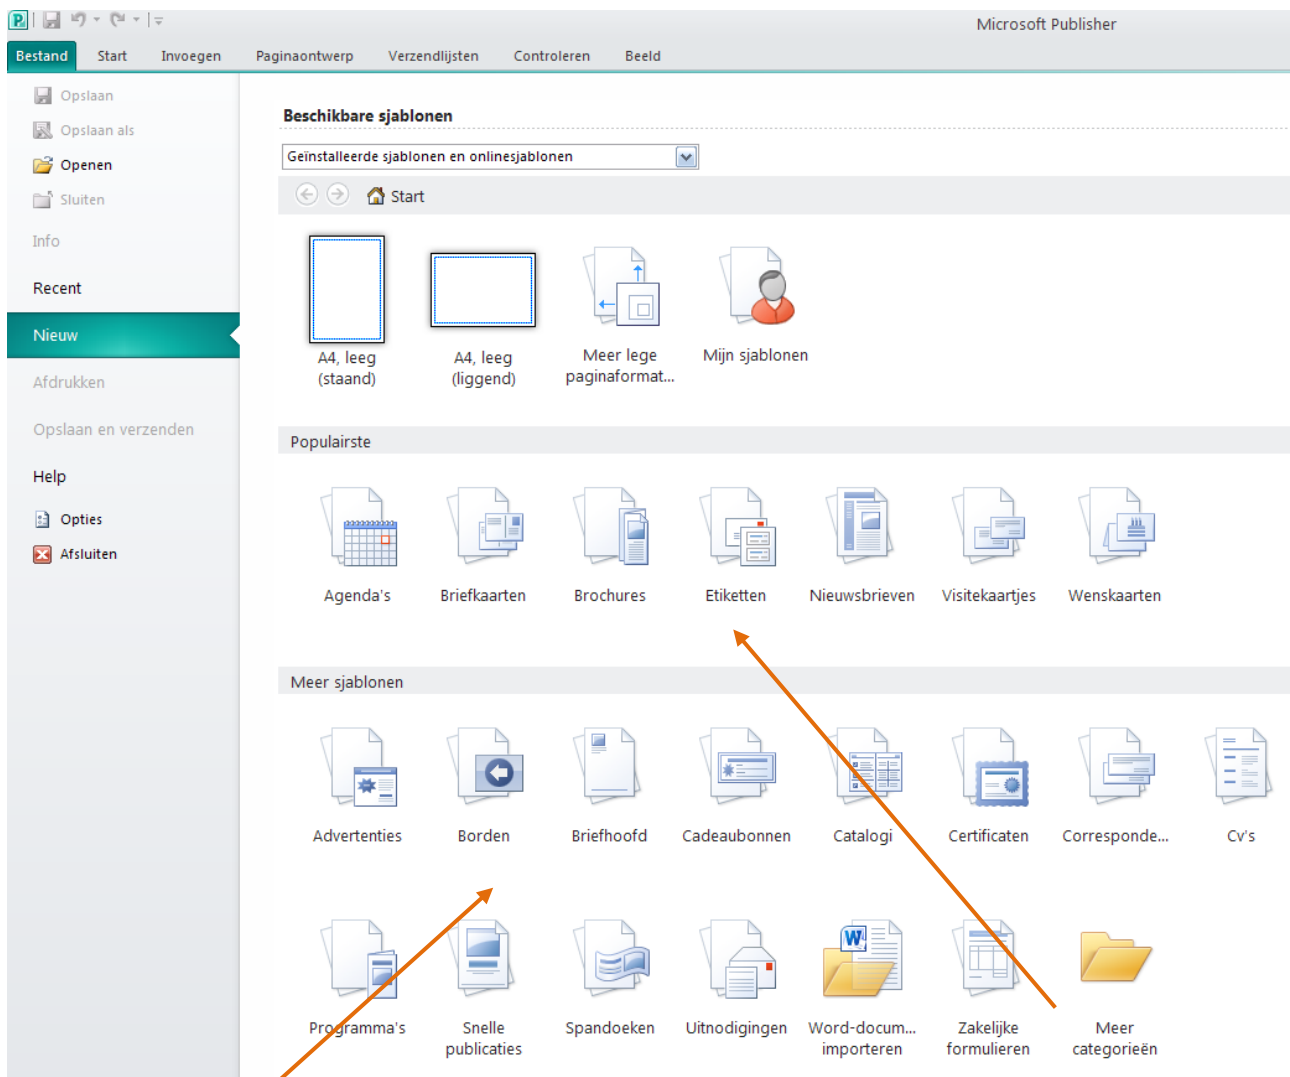 Microsoft Publisher
Bestand Start Invoegen Paginaontwerp Verzendlijsten Controleren Beeld
Opslaan
Opslaan als
Openen
Sluiten
Info
Recent
Nieuw
Afdrukken
Opslaan en verzenden
Help
Opties
Afsluiten
Beschikbare sjablonen
Geïnstalleerde sjablonen en onlinesjablonen
Start
A4, leeg
(staand)
A4, leeg
(liggend)
Meer lege
paginaformat...
Mijn sjablonen
Populairste
Agenda's Briefkaarten Brochures Etiketten Nieuwsbrieven Visitekaartjes Wenskaarten
Meer sjablonen
Advertenties Borden Briefhoofd Cadeaubonnen Catalogi Certificaten Corresponde... Cv's
Programma's
Snelle
publicaties
Spandoeken
Uitnodigingen
Word-docum...
importeren
Zakelijke
formulieren
Meer
categorieën